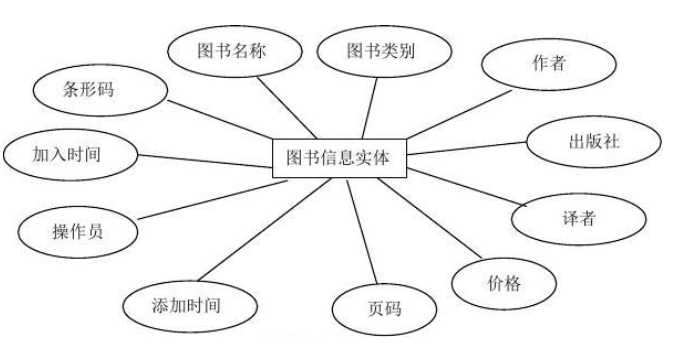 图书名称
图书类别
作者
条形码
出版社
加入时间
图书信息实体
译者
操作员
价格
添加时间
页码